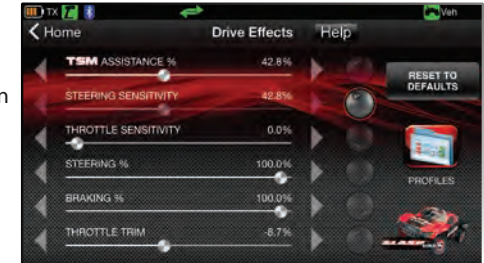 TX Veh
Home Drive Effects Help
TSM ASSISTANCE % 42.8%
RESET TO
DEFAULTS
STEERING SENSITIVITY 42.8%
n
THROTTLE SENSITIVITY 0.0%
STEERING % 100.0%
PROFILES
BRAKING % 100.0%
THROTTLE TRIM -8.7%
SLASH